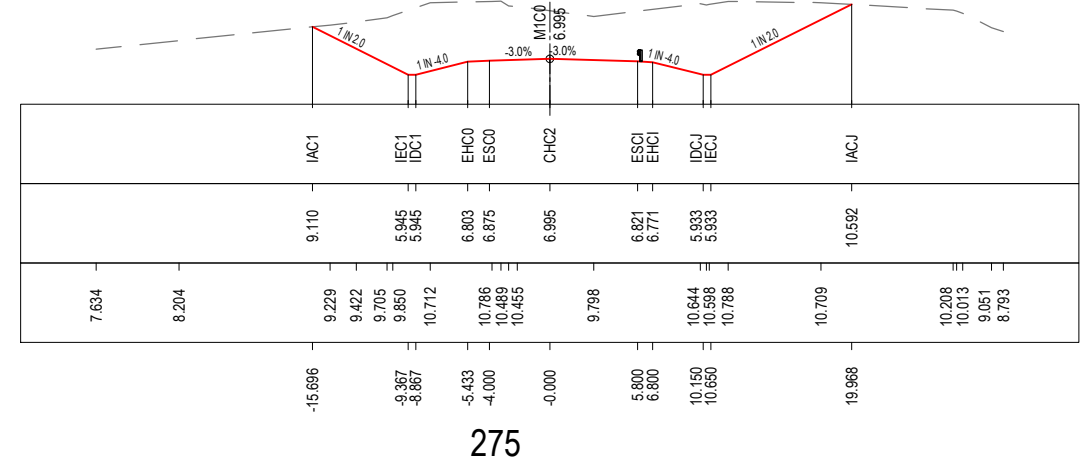 M1C0
6.995
1 IN 2.0
1 IN -4.0
-3.0%
-3.0%
1 IN -4.0
1 IN 2.0
IAC1 IEC1 IDC1 EHC0 ESC0 CHC2 ESCI EHCI IDCJ IECJ IACJ
9.110 5.945 5.945 6.803 6.875 6.995 6.821 6.771 5.933 5.933 10.592
7.634 8.204 9.229 9.422 9.705 9.850 10.712 10.786 10.489 10.455 9.798 10.644 10.598 10.788 10.709 10.208 10.013 9.051 8.793
-15.696 -9.367 -8.867 -5.433 -4.000 -0.000 5.800 6.800 10.150 10.650 19.968
275